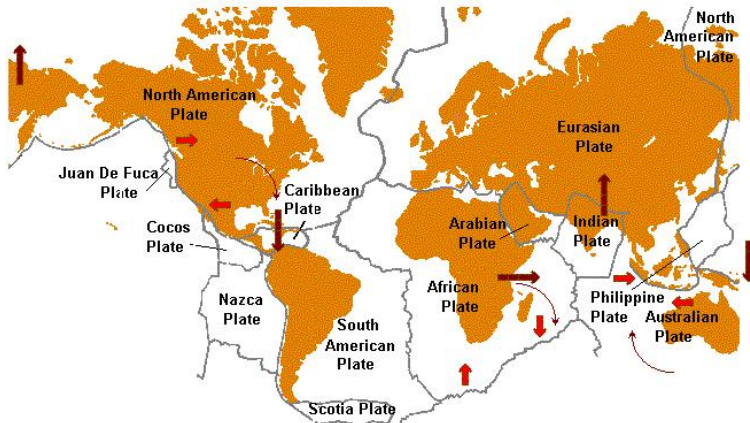 North
American
Plate
North American
Plate
Eurasian
Plate
Juan De Fuca
Plate
Caribbean
Plate
Cocos
Plate
Arabian
Plate
Indian
Plate
Nazca
Plate
African
Plate
Philippine
Plate
Australian
Plate
South
American
Plate
Scotia Plate